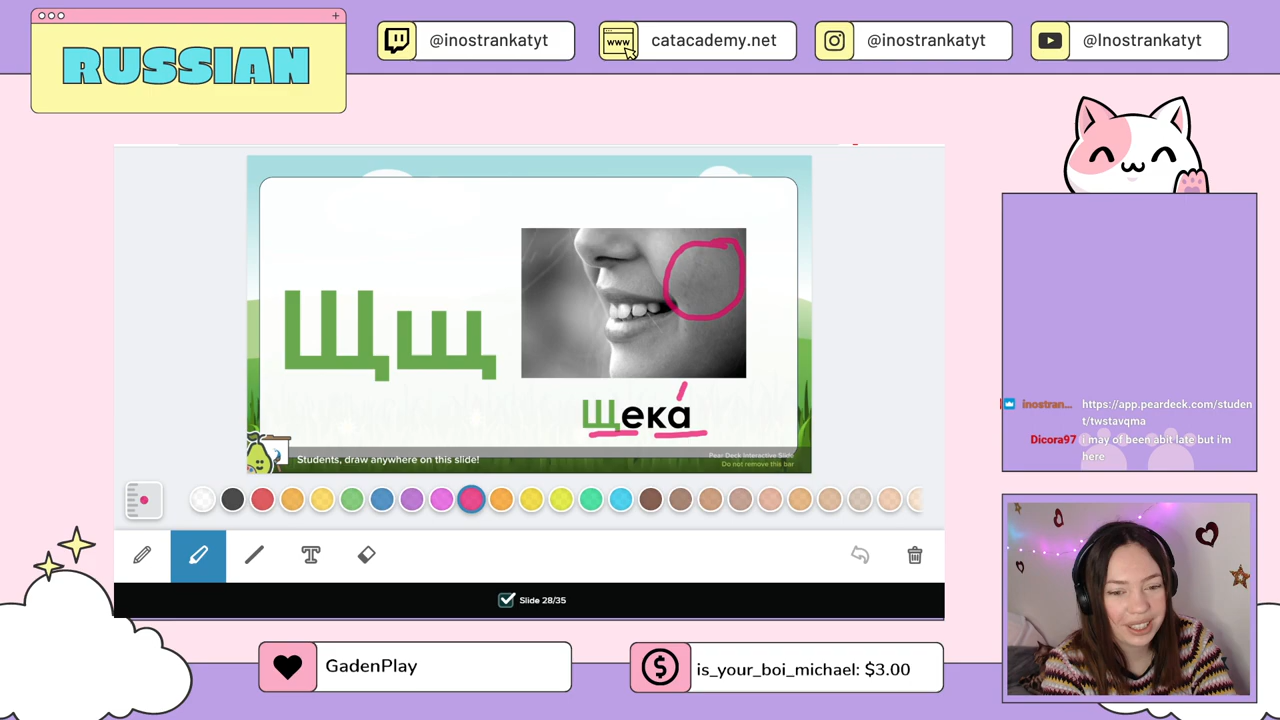 RUSSIAN
@inostrankatyt
www
catacademy.net
@inostrankatyt
@Inostrankatyt
Щщ
щека́
Students, draw anywhere on this slide!
Pear Deck Interactive Slide
Do not remove this bar
inostran... https://app.peardeck.com/studen
t/twstavqma
Dicora97 i may of been abit late but i'm
here
Slide 28/35
GadenPlay
is_your_boi_michael: $3.00